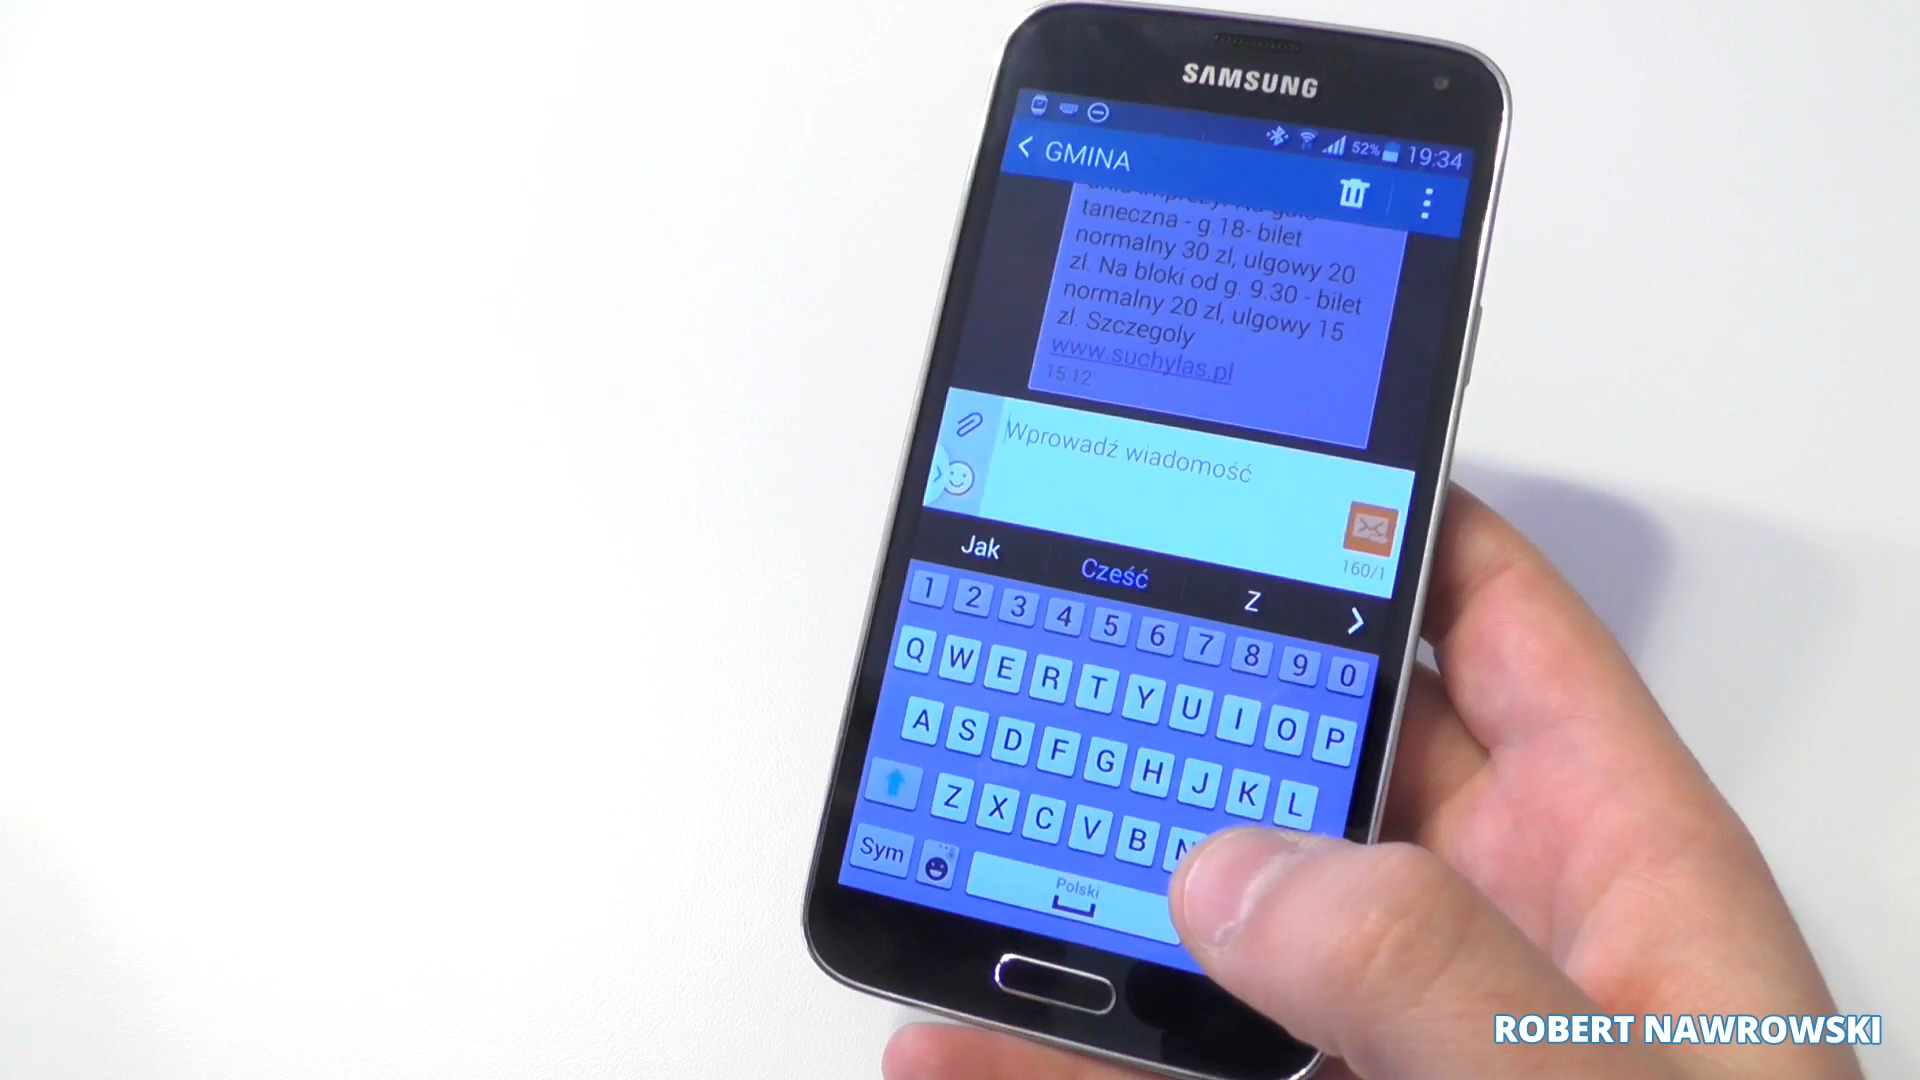 SAMSUNG
52% 19:34
GMINA
taneczna - g.18- bilet
normalny 30 zl, ulgowy 20
zl. Na bloki od g. 9.30 - bilet
normalny 20 zl, ulgowy 15
zl. Szczegoly
www.suchylas.pl
15:12
Wprowadź wiadomość
160/1
Jak Cześć Z
1 2 3 4 5 6 7 8 9 0
Q W E R T Y U I O P
A S D F G H J K L
Z X C V B N
Sym Polski
ROBERT NAWROWSKI